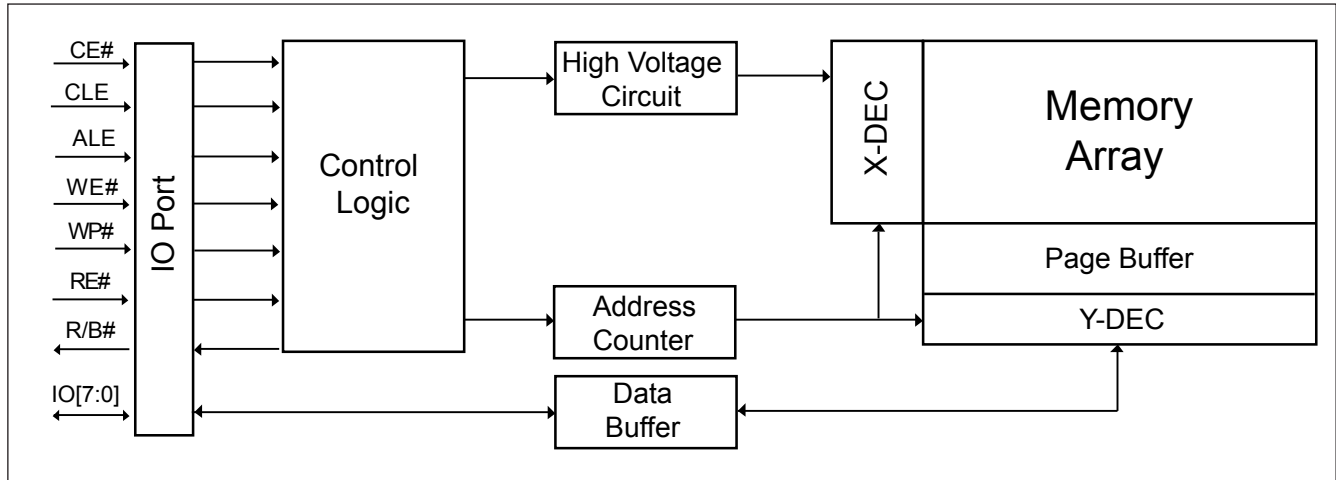 CE#
CLE
ALE
WE#
WP#
RE#
R/B#
IO[7:0]
IO Port
Control
Logic
High Voltage
Circuit
Address
Counter
Data
Buffer
X-DEC
Memory
Array
Page Buffer
Y-DEC